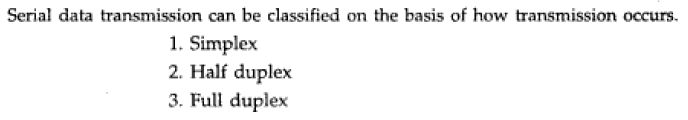 Serial data transmission can be classified on the basis of how transmission occurs.
1. Simplex
2. Half duplex
3. Full duplex